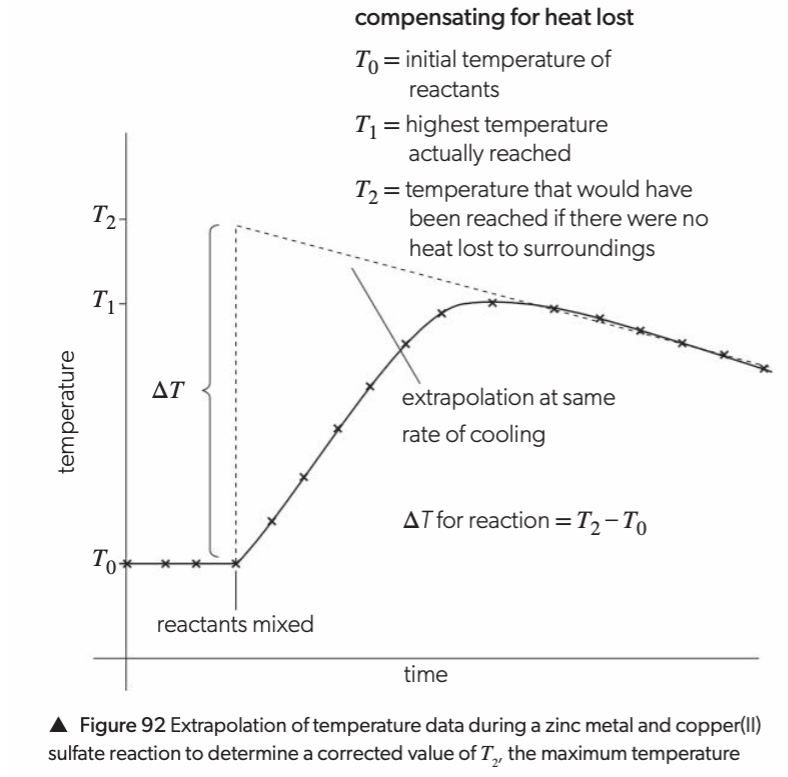 compensating for heat lost
T₀ = initial temperature of
reactants
T₁ = highest temperature
actually reached
T₂ = temperature that would have
been reached if there were no
heat lost to surroundings
T₂
T₁
temperature
ΔT
extrapolation at same
rate of cooling
ΔT for reaction = T₂ − T₀
T₀
reactants mixed
time
▲ Figure 92 Extrapolation of temperature data during a zinc metal and copper(II)
sulfate reaction to determine a corrected value of T₂, the maximum temperature